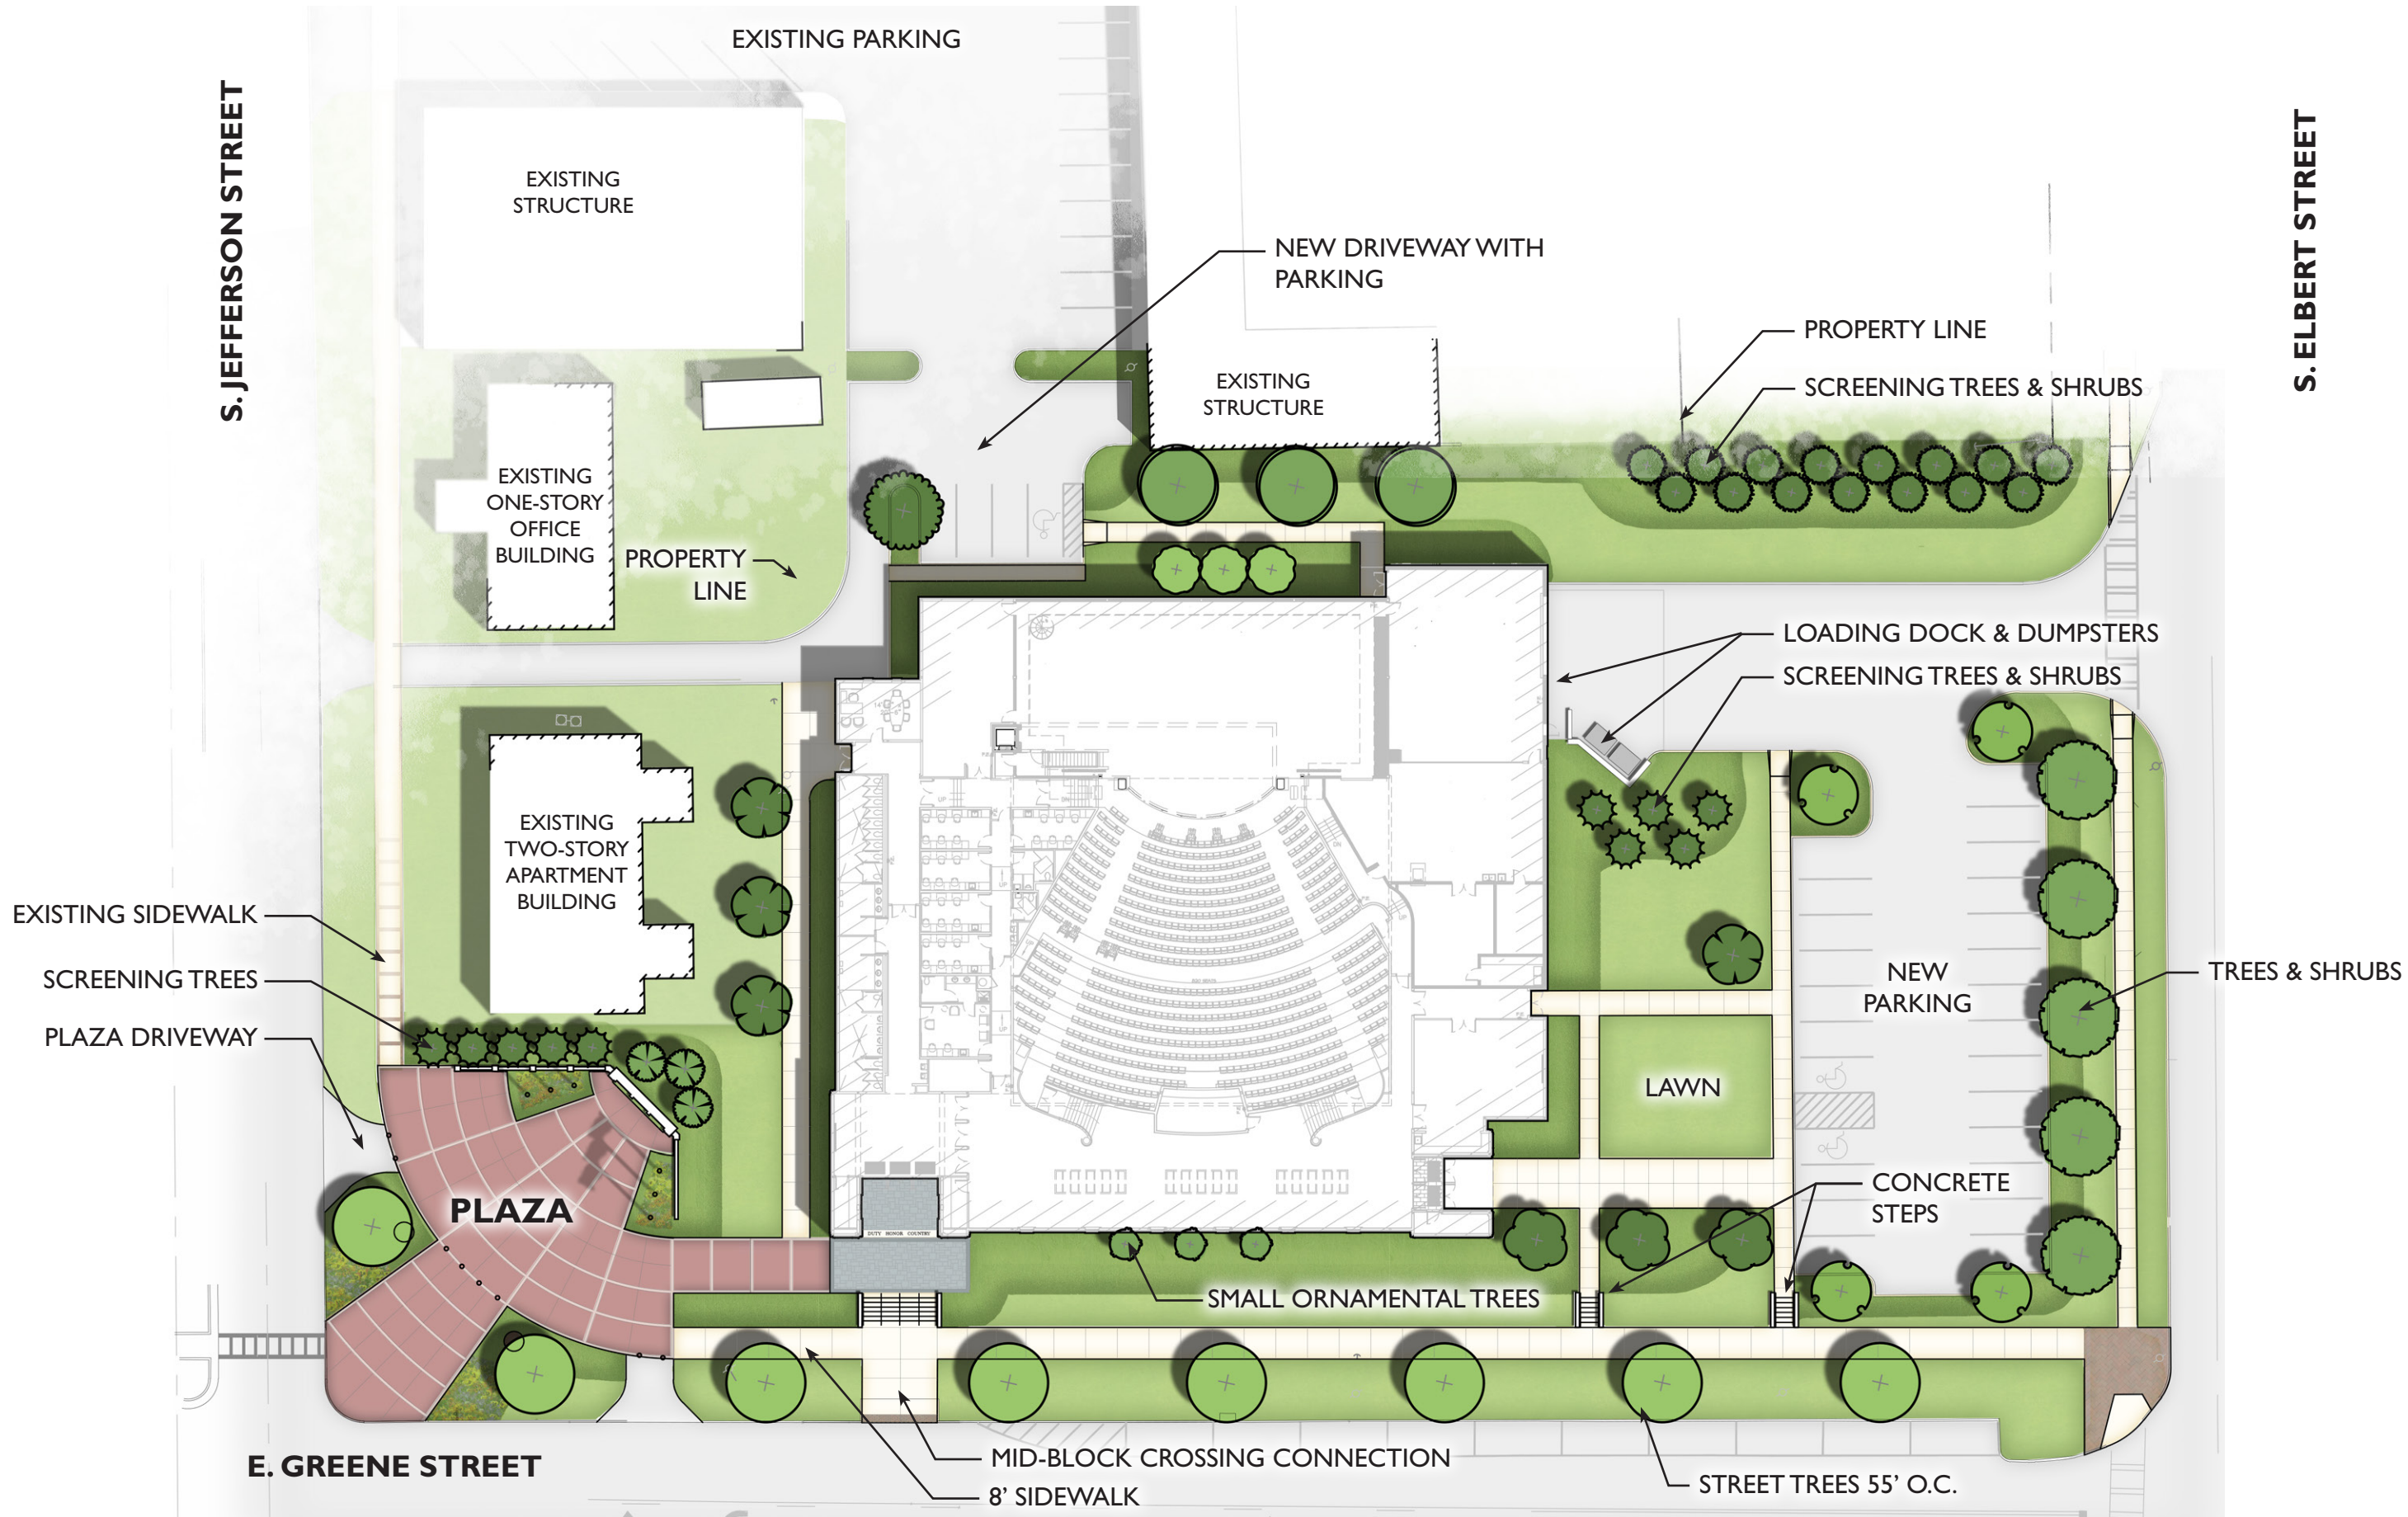 EXISTING PARKING
S. JEFFERSON STREET
S. ELBERT STREET
EXISTING
STRUCTURE
NEW DRIVEWAY WITH
PARKING
PROPERTY LINE
SCREENING TREES & SHRUBS
EXISTING
STRUCTURE
EXISTING
ONE-STORY
OFFICE
BUILDING
PROPERTY
LINE
LOADING DOCK & DUMPSTERS
SCREENING TREES & SHRUBS
EXISTING
TWO-STORY
APARTMENT
BUILDING
EXISTING SIDEWALK
SCREENING TREES
PLAZA DRIVEWAY
NEW
PARKING
TREES & SHRUBS
LAWN
PLAZA
CONCRETE
STEPS
DUTY HONOR COUNTRY
SMALL ORNAMENTAL TREES
E. GREENE STREET
MID-BLOCK CROSSING CONNECTION
8’ SIDEWALK
STREET TREES 55’ O.C.